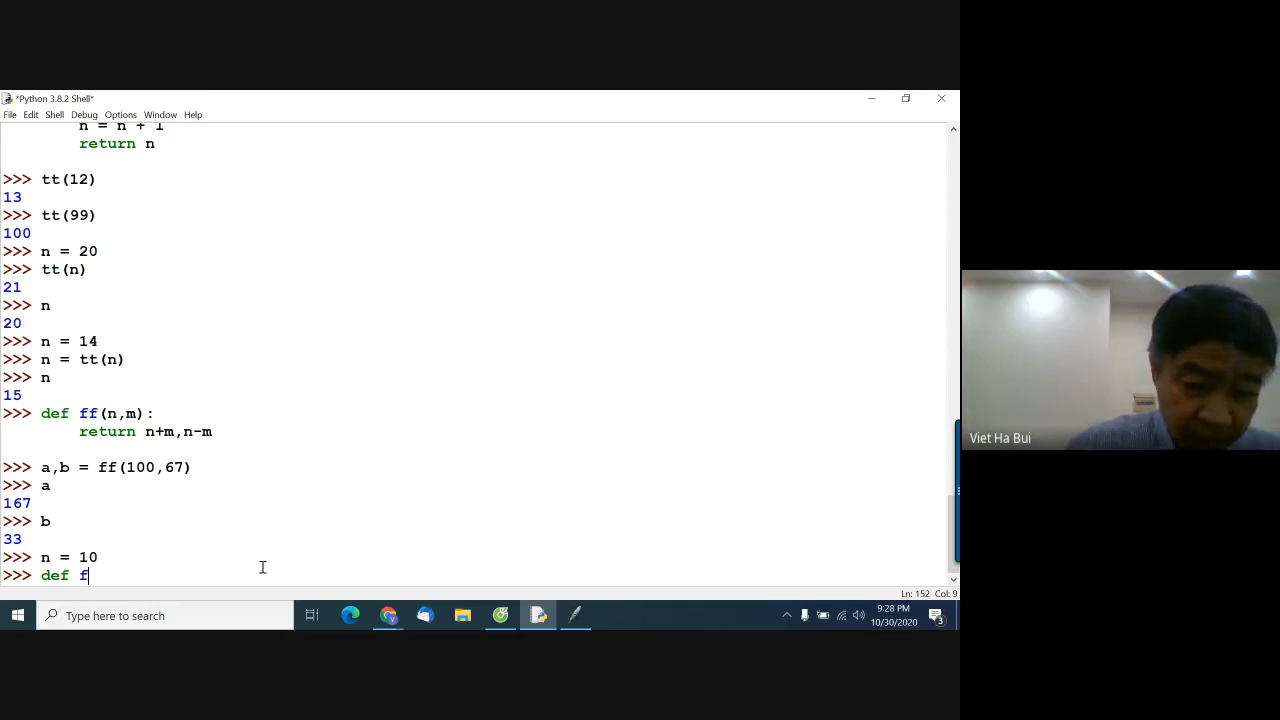 *Python 3.8.2 Shell*
File Edit Shell Debug Options Window Help
n = n + 1
return n
>>> tt(12)
13
>>> tt(99)
100
>>> n = 20
>>> tt(n)
21
>>> n
20
>>> n = 14
>>> n = tt(n)
>>> n
15
>>> def ff(n,m):
return n+m,n-m
>>> a,b = ff(100,67)
>>> a
167
>>> b
33
>>> n = 10
>>> def f
Ln: 152 Col: 9
Type here to search
9:28 PM
10/30/2020
3
Viet Ha Bui